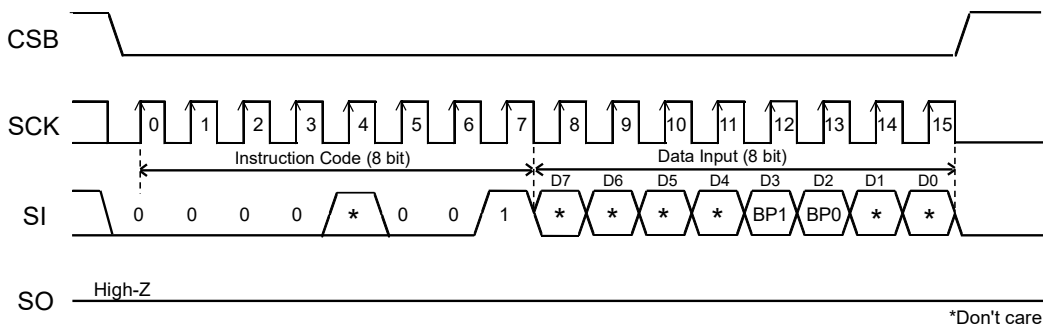 CSB
SCK 0 1 2 3 4 5 6 7 8 9 10 11 12 13 14 15
Instruction Code (8 bit) Data Input (8 bit)
D7 D6 D5 D4 D3 D2 D1 D0
SI 0 0 0 0 * 0 0 1 * * * * BP1 BP0 * *
High-Z
SO
*Don't care